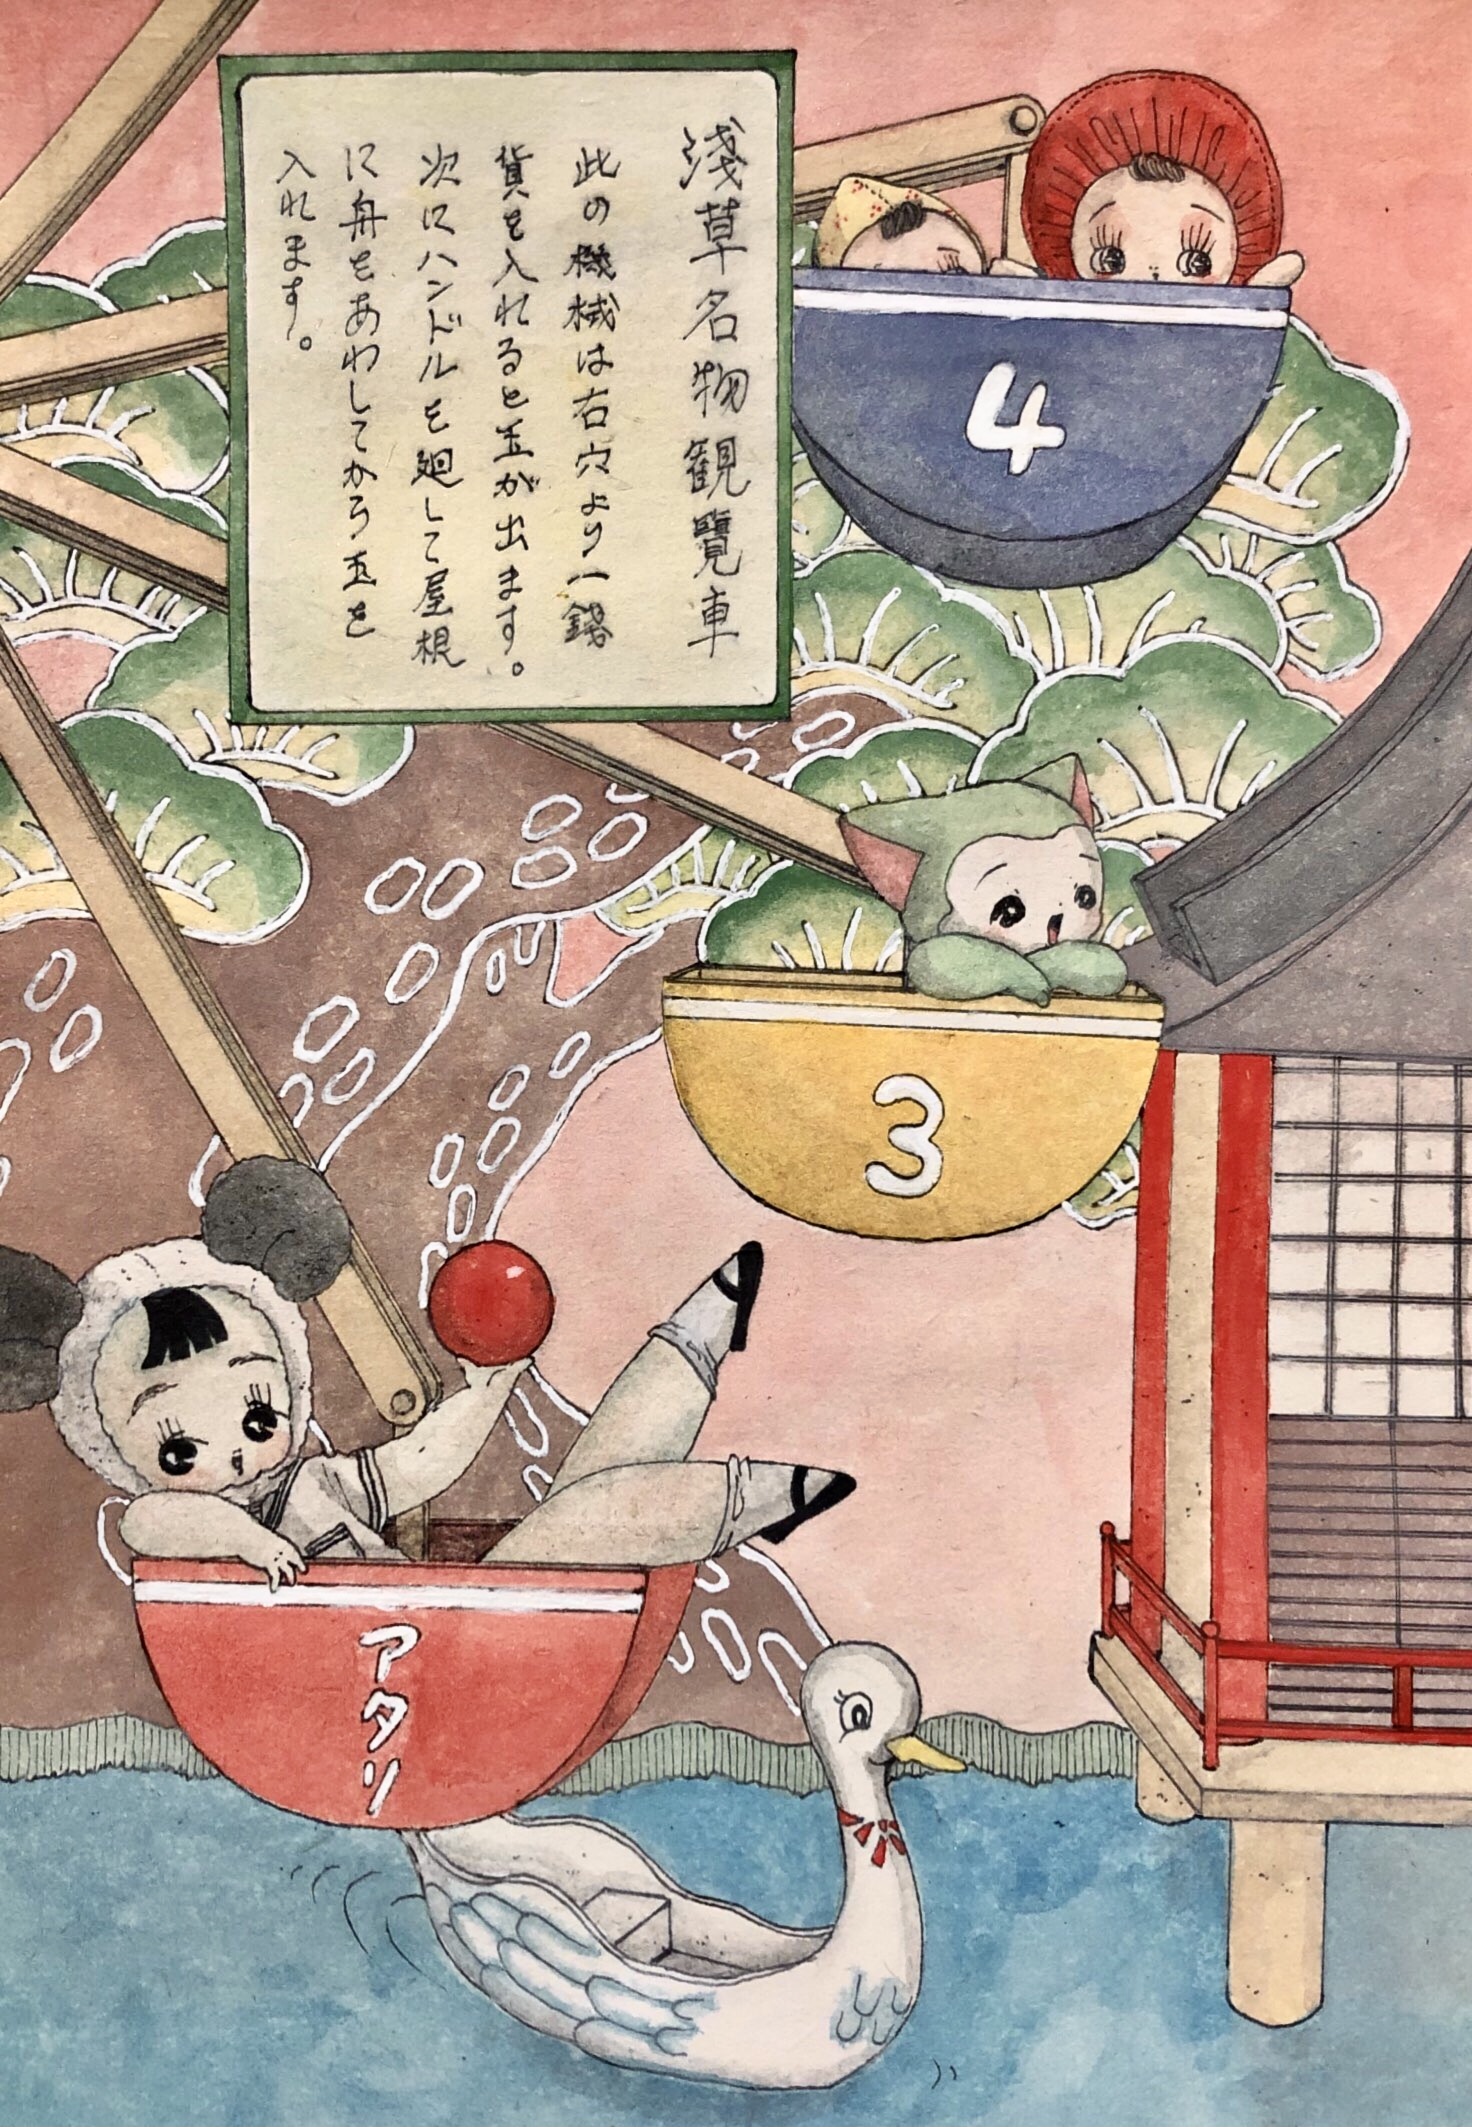 浅草名物観覧車
此の機械は右穴より一銭
貨を入れると玉が出ます。
次にハンドルを廻して屋根
に舟をあわしてから玉を
入れます。
4
3
アタリ